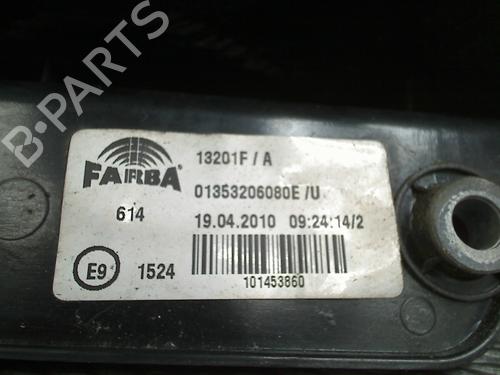 B-PARTS
FARBA
13201F / A
01353206080E /U
614
19.04.2010 09:24:14/2
E9
1524
101453860